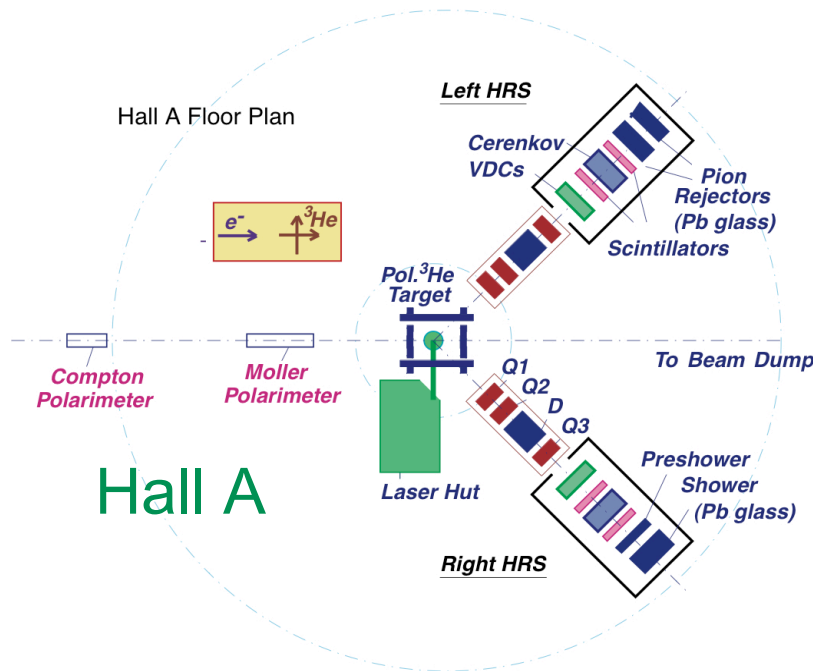 Left HRS
Hall A Floor Plan
Cerenkov
VDCs
Pion
Rejectors
(Pb glass)
Scintillators
e- ³He
-
Pol.³He
Target
To Beam Dump
Compton
Polarimeter
Moller
Polarimeter
Q1
Q2
D
Q3
Hall A
Laser Hut
Preshower
Shower
(Pb glass)
Right HRS